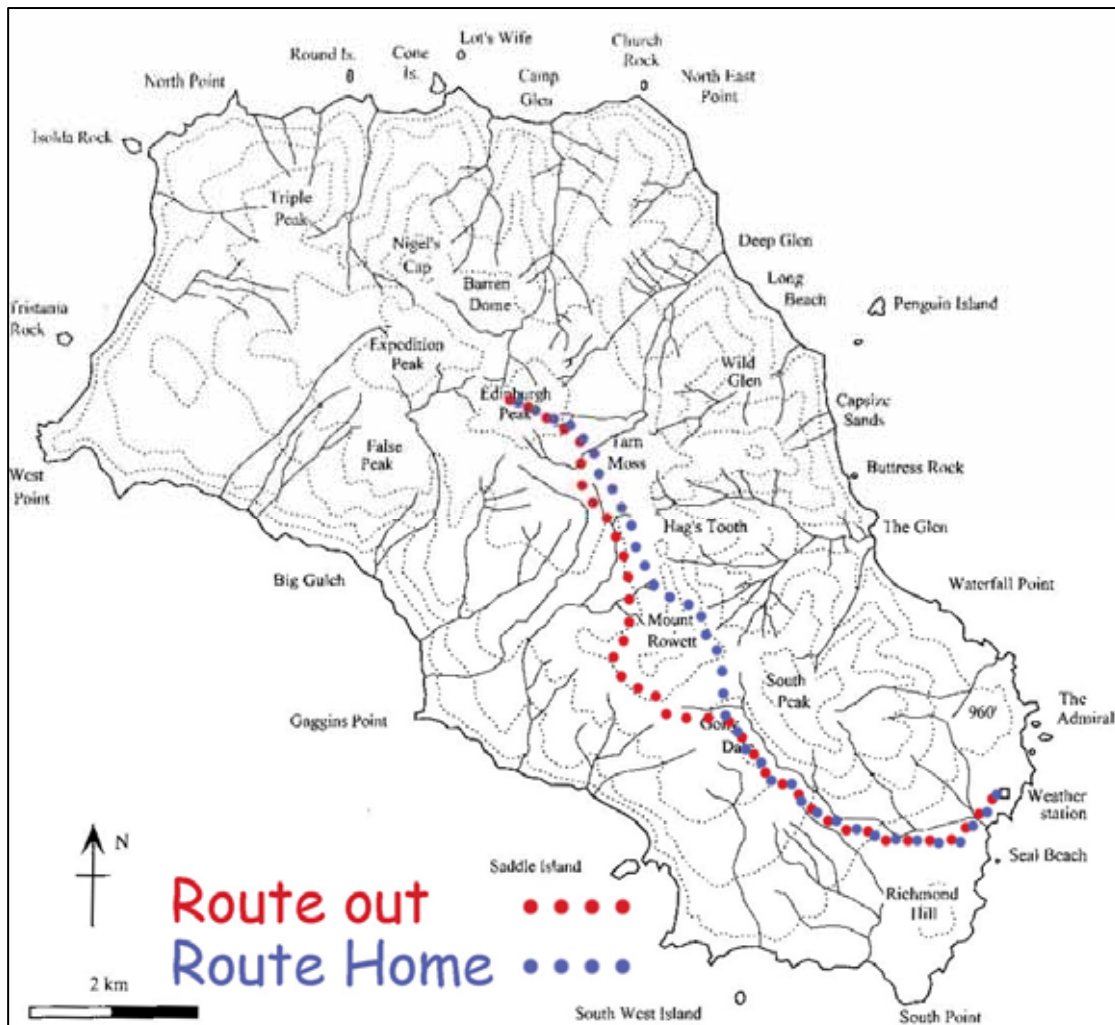 Lot's Wife
Church
Rock
Cone
Is.
Round Is.
Camp
Glen
North East
Point
North Point
Isolda Rock
Triple
Peak
Deep Glen
Nigel's
Cap
Long
Beach
Barren
Dome
Penguin Island
Tristania
Rock
Expedition
Peak
Wild
Glen
Edinburgh
Peak
Capsize
Sands
False
Peak
Tarn
Moss
West
Point
Buttress Rock
Hag's Tooth
The Glen
Big Gulch
Waterfall Point
X Mount
Rowett
South
Peak
960'
The
Admiral
Gaggins Point
Weather
station
N
Seal Beach
Saddle Island
Richmond
Hill
Route out
Route Home
2 km
South West Island
South Point